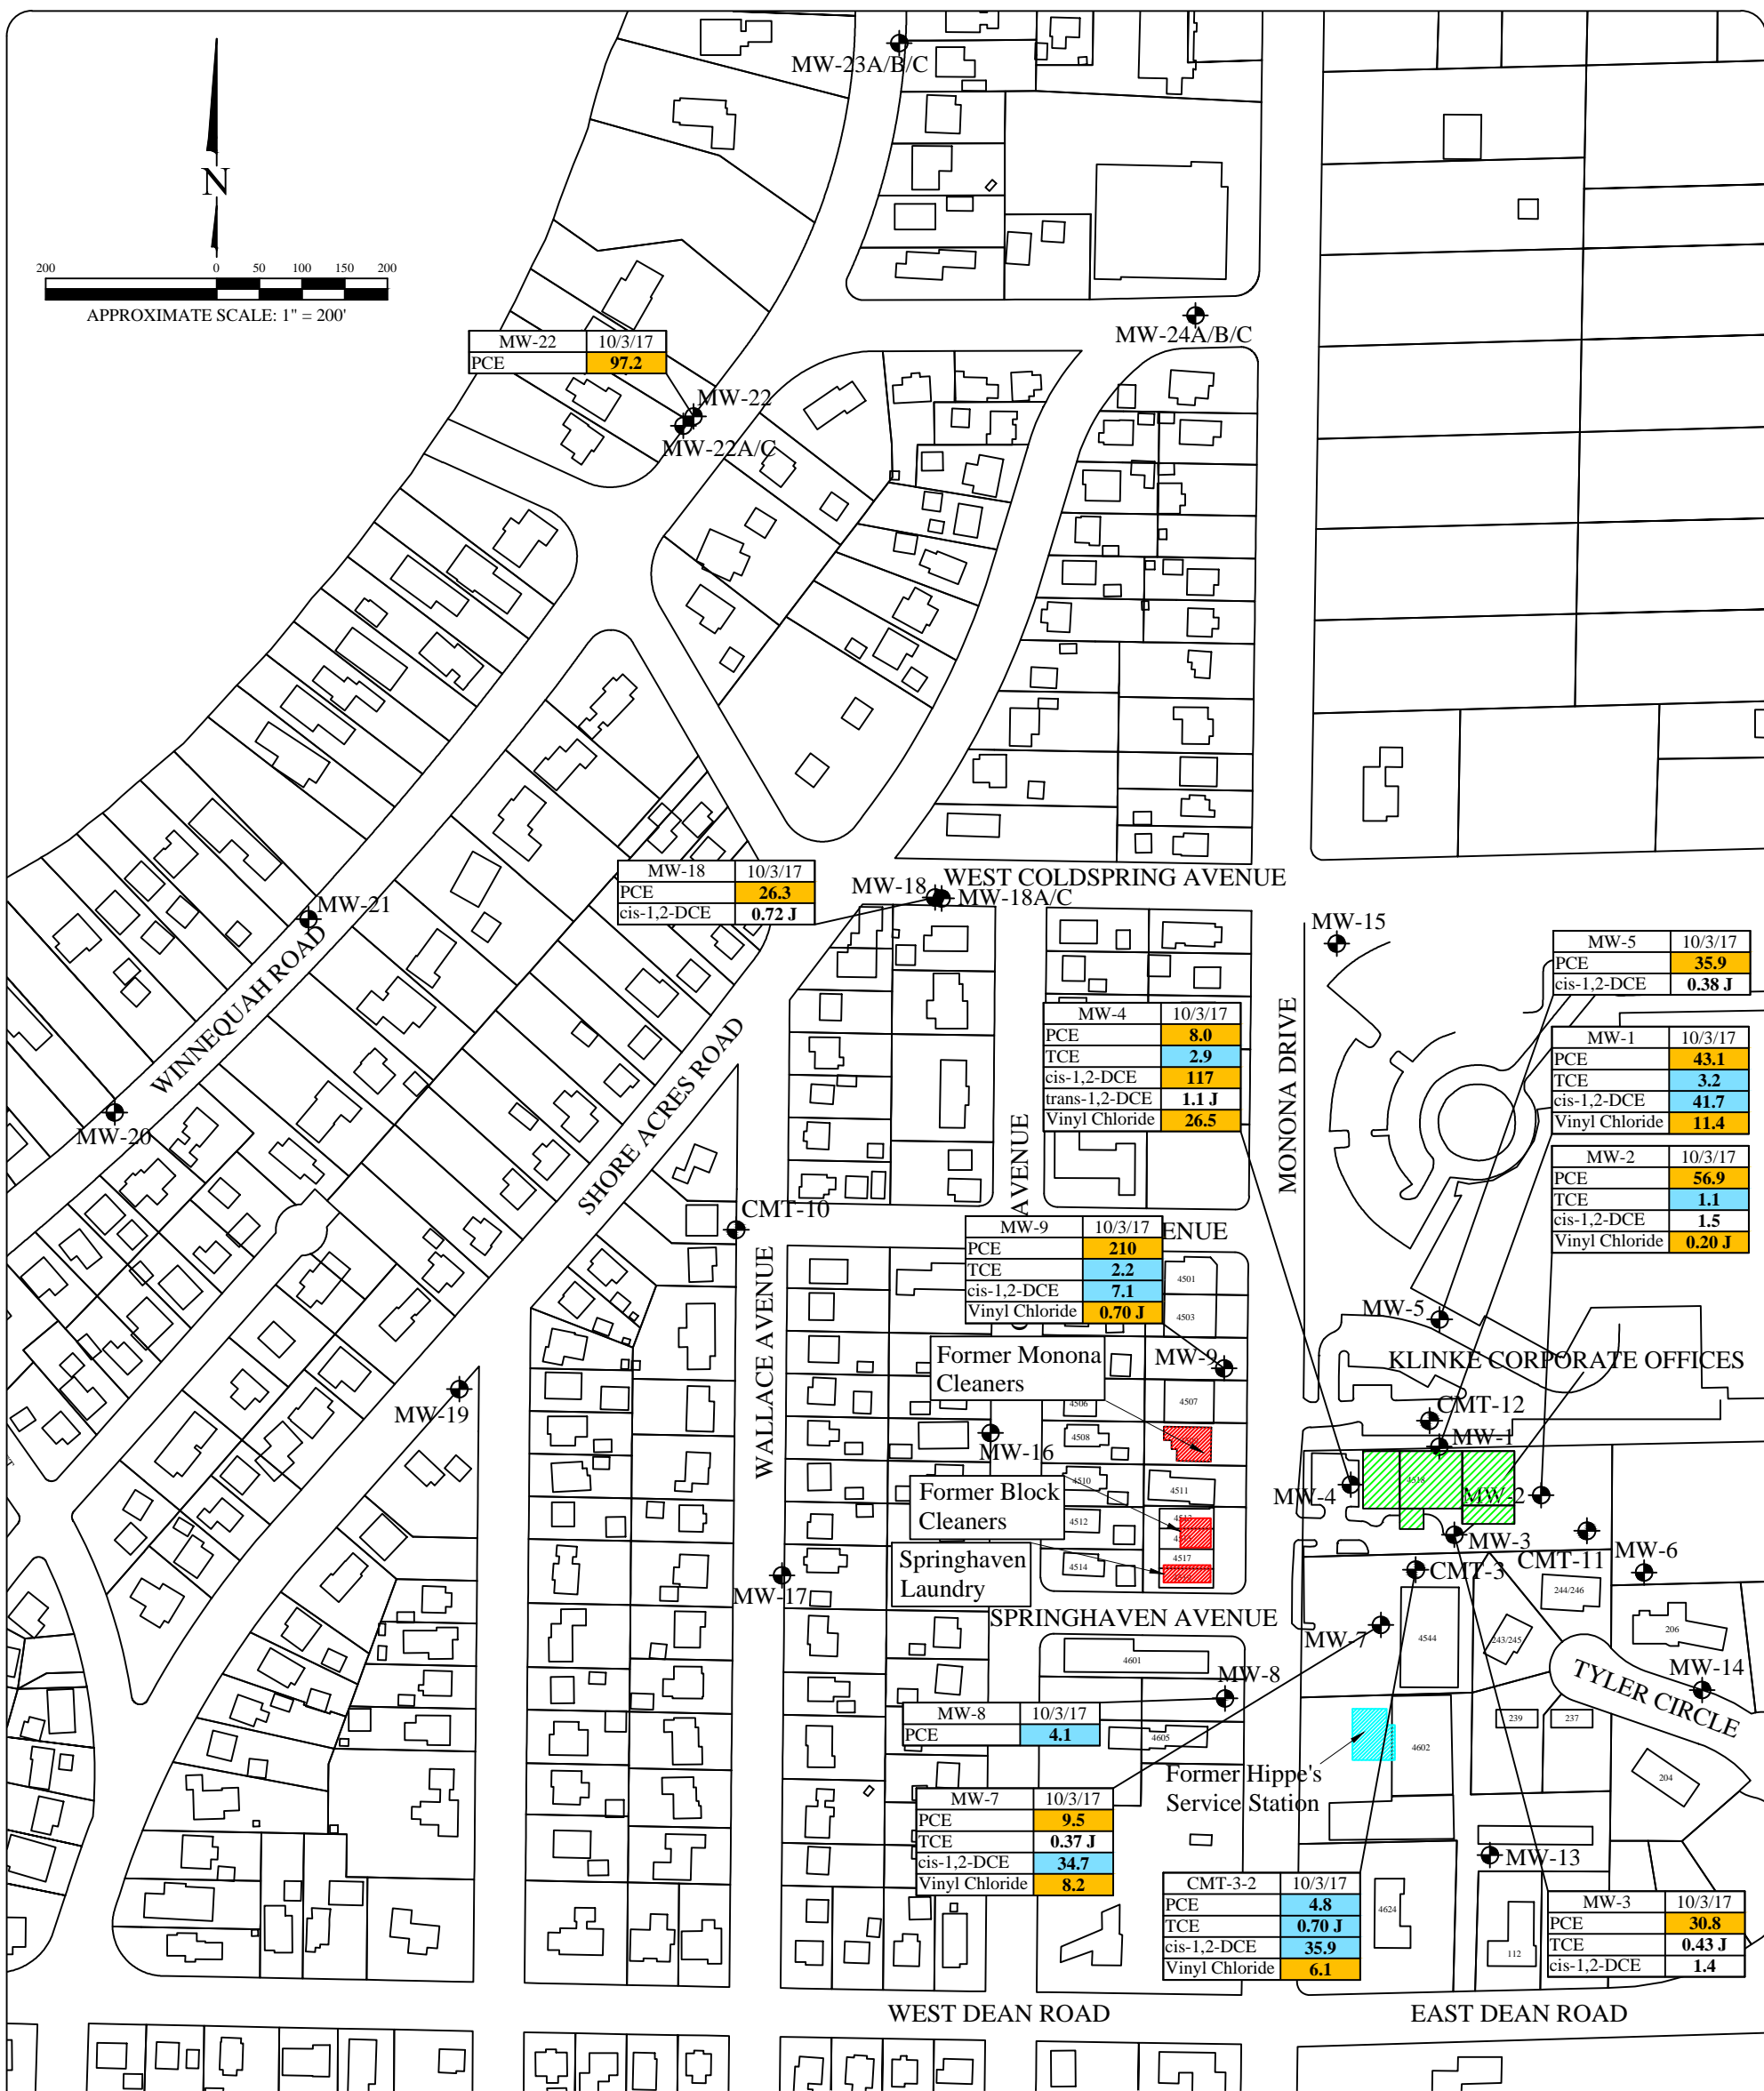 MW-23A/B/C
N
200 0 50 100 150 200
APPROXIMATE SCALE: 1" = 200'
MW-24A/B/C
MW-22 10/3/17
PCE 97.2
MW-22
MW-22A/C
MW-18 10/3/17
PCE 26.3
cis-1,2-DCE 0.72 J
MW-18
MW-18A/C
WEST COLDSPRING AVENUE
MW-21
WINNEQUAH ROAD
MW-20
SHORE ACRES ROAD
MW-15
MONONA DRIVE
MW-5 10/3/17
PCE 35.9
cis-1,2-DCE 0.38 J
MW-4 10/3/17
PCE 8.0
TCE 2.9
cis-1,2-DCE 117
trans-1,2-DCE 1.1 J
Vinyl Chloride 26.5
MW-1 10/3/17
PCE 43.1
TCE 3.2
cis-1,2-DCE 41.7
Vinyl Chloride 11.4
MW-2 10/3/17
PCE 56.9
TCE 1.1
cis-1,2-DCE 1.5
Vinyl Chloride 0.20 J
AVENUE
CMT-10
WALLACE AVENUE
MW-9 10/3/17
PCE 210
TCE 2.2
cis-1,2-DCE 7.1
Vinyl Chloride 0.70 J
ENUE
4501
4503
MW-5
Former Monona
Cleaners
MW-9
KLINKE CORPORATE OFFICES
MW-19
4506
4507
CMT-12
4508
MW-16
MW-1
4510
4511
4518
Former Block
Cleaners
MW-4
MW-2
4512
MW-3
Springhaven
Laundry
4514
4517
CMT-3
CMT-11
MW-6
MW-17
244/246
SPRINGHAVEN AVENUE
MW-7
4544
243/245
206
4601
MW-8
MW-14
TYLER CIRCLE
MW-8 10/3/17
PCE 4.1
4605
4602
239
237
Former Hippe's
Service Station
204
MW-7 10/3/17
PCE 9.5
TCE 0.37 J
cis-1,2-DCE 34.7
Vinyl Chloride 8.2
MW-13
CMT-3-2 10/3/17
PCE 4.8
TCE 0.70 J
cis-1,2-DCE 35.9
Vinyl Chloride 6.1
4624
112
MW-3 10/3/17
PCE 30.8
TCE 0.43 J
cis-1,2-DCE 1.4
WEST DEAN ROAD
EAST DEAN ROAD